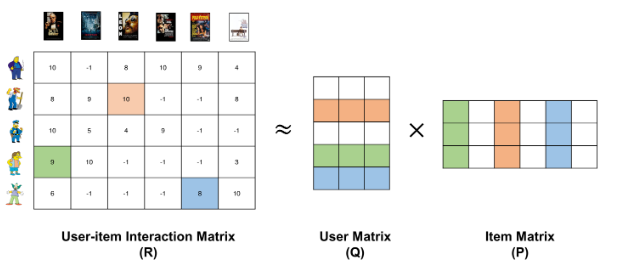 10 -1 8 10 9 4
8 9 10 -1 -1 8
10 5 4 9 -1 -1
9 10 -1 -1 -1 3
6 -1 -1 -1 8 10
≈ ×
User-item Interaction Matrix
(R)
User Matrix
(Q)
Item Matrix
(P)